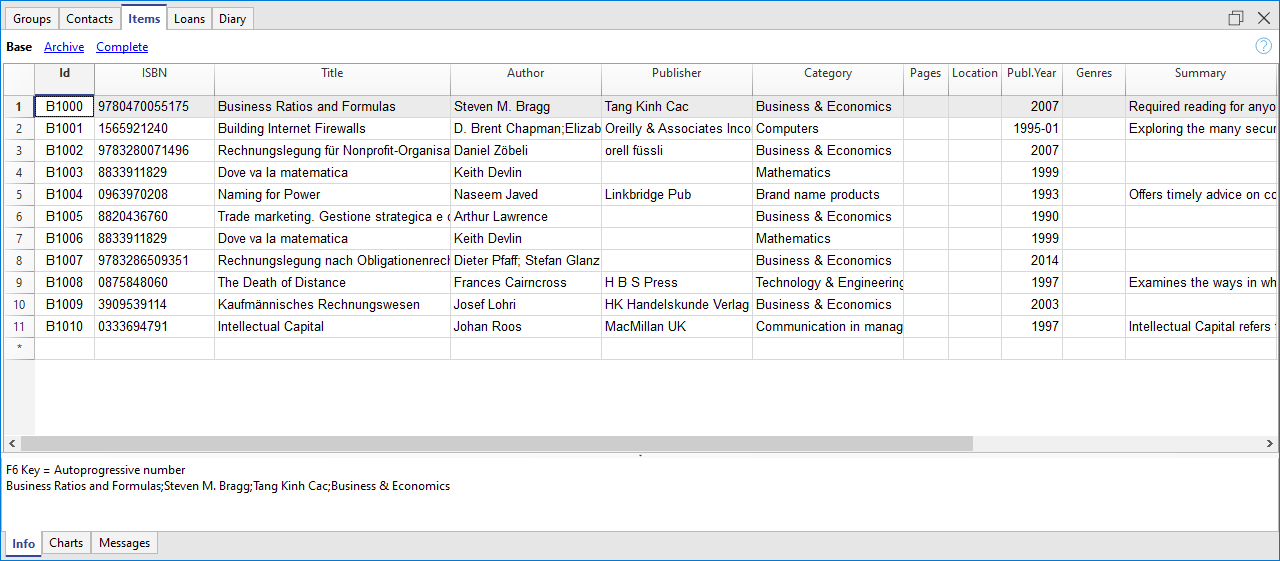 Groups Contacts Items Loans Diary
Base Archive Complete
Id ISBN Title Author Publisher Category Pages Location Publ.Year Genres Summary
1 B1000 9780470055175 Business Ratios and Formulas Steven M. Bragg Tang Kinh Cac Business & Economics 2007 Required reading for anyo
2 B1001 1565921240 Building Internet Firewalls D. Brent Chapman;Elizab Oreilly & Associates Inco Computers 1995-01 Exploring the many secur
3 B1002 9783280071496 Rechnungslegung für Nonprofit-Organisa Daniel Zöbeli orell füssli Business & Economics 2007
4 B1003 8833911829 Dove va la matematica Keith Devlin Mathematics 1999
5 B1004 0963970208 Naming for Power Naseem Javed Linkbridge Pub Brand name products 1993 Offers timely advice on co
6 B1005 8820436760 Trade marketing. Gestione strategica e c Arthur Lawrence Business & Economics 1990
7 B1006 8833911829 Dove va la matematica Keith Devlin Mathematics 1999
8 B1007 9783286509351 Rechnungslegung nach Obligationenrech Dieter Pfaff; Stefan Glanz Business & Economics 2014
9 B1008 0875848060 The Death of Distance Frances Cairncross H B S Press Technology & Engineering 1997 Examines the ways in wh
10 B1009 3909539114 Kaufmännisches Rechnungswesen Josef Lohri HK Handelskunde Verlag Business & Economics 2003
11 B1010 0333694791 Intellectual Capital Johan Roos MacMillan UK Communication in manag 1997 Intellectual Capital refers
*
F6 Key = Autoprogressive number
Business Ratios and Formulas;Steven M. Bragg;Tang Kinh Cac;Business & Economics
Info Charts Messages